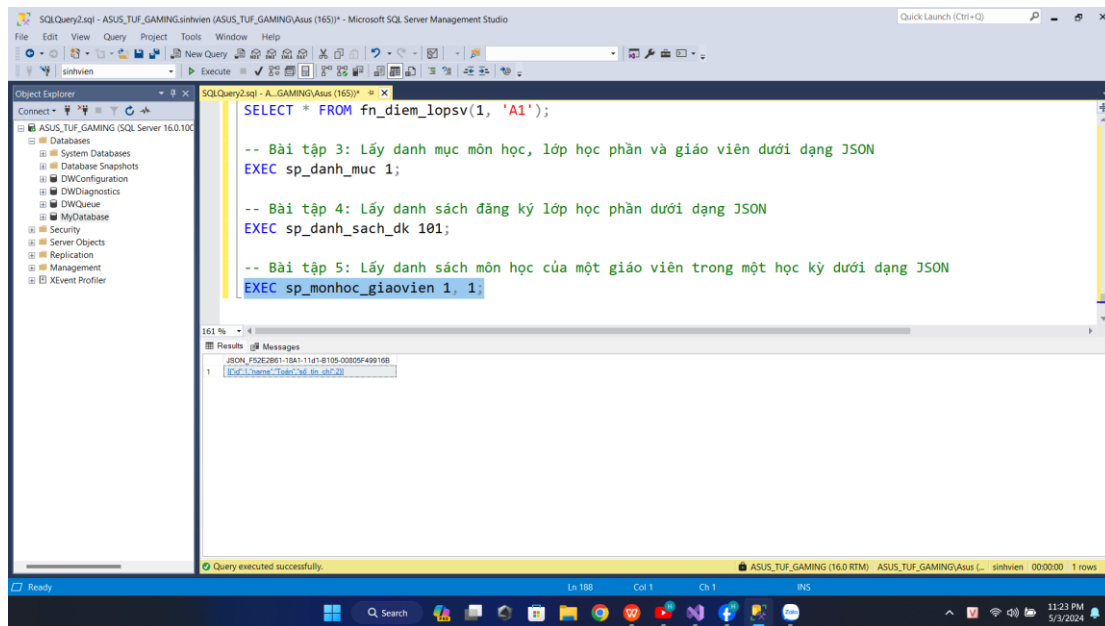 SQLQuery2.sql - ASUS_TUF_GAMING.sinhvien (ASUS_TUF_GAMING\Asus (165))* - Microsoft SQL Server Management Studio
Quick Launch (Ctrl+Q)
File Edit View Query Project Tools Window Help
New Query
sinhvien
Execute
Object Explorer
SQLQuery2.sql - A...GAMING\Asus (165))*
Connect
ASUS_TUF_GAMING (SQL Server 16.0.100
Databases
System Databases
Database Snapshots
DWConfiguration
DWDiagnostics
DWQueue
MyDatabase
Security
Server Objects
Replication
Management
XEvent Profiler
SELECT * FROM fn_diem_lopsv(1, 'A1');
-- Bài tập 3: Lấy danh mục môn học, lớp học phần và giáo viên dưới dạng JSON
EXEC sp_danh_muc 1;
-- Bài tập 4: Lấy danh sách đăng ký lớp học phần dưới dạng JSON
EXEC sp_danh_sach_dk 101;
-- Bài tập 5: Lấy danh sách môn học của một giáo viên trong một học kỳ dưới dạng JSON
EXEC sp_monhoc_giaovien 1, 1;
161 %
Results Messages
JSON_F52E2B61-18A1-11d1-B105-00805F49916B
1 [{"id":1,"name":"Toán","số_tín_chỉ":2}]
Query executed successfully.
ASUS_TUF_GAMING (16.0 RTM) ASUS_TUF_GAMING\Asus (... sinhvien 00:00:00 1 rows
Ready
Ln 188 Col 1 Ch 1 INS
Search
Zalo
11:23 PM
5/3/2024